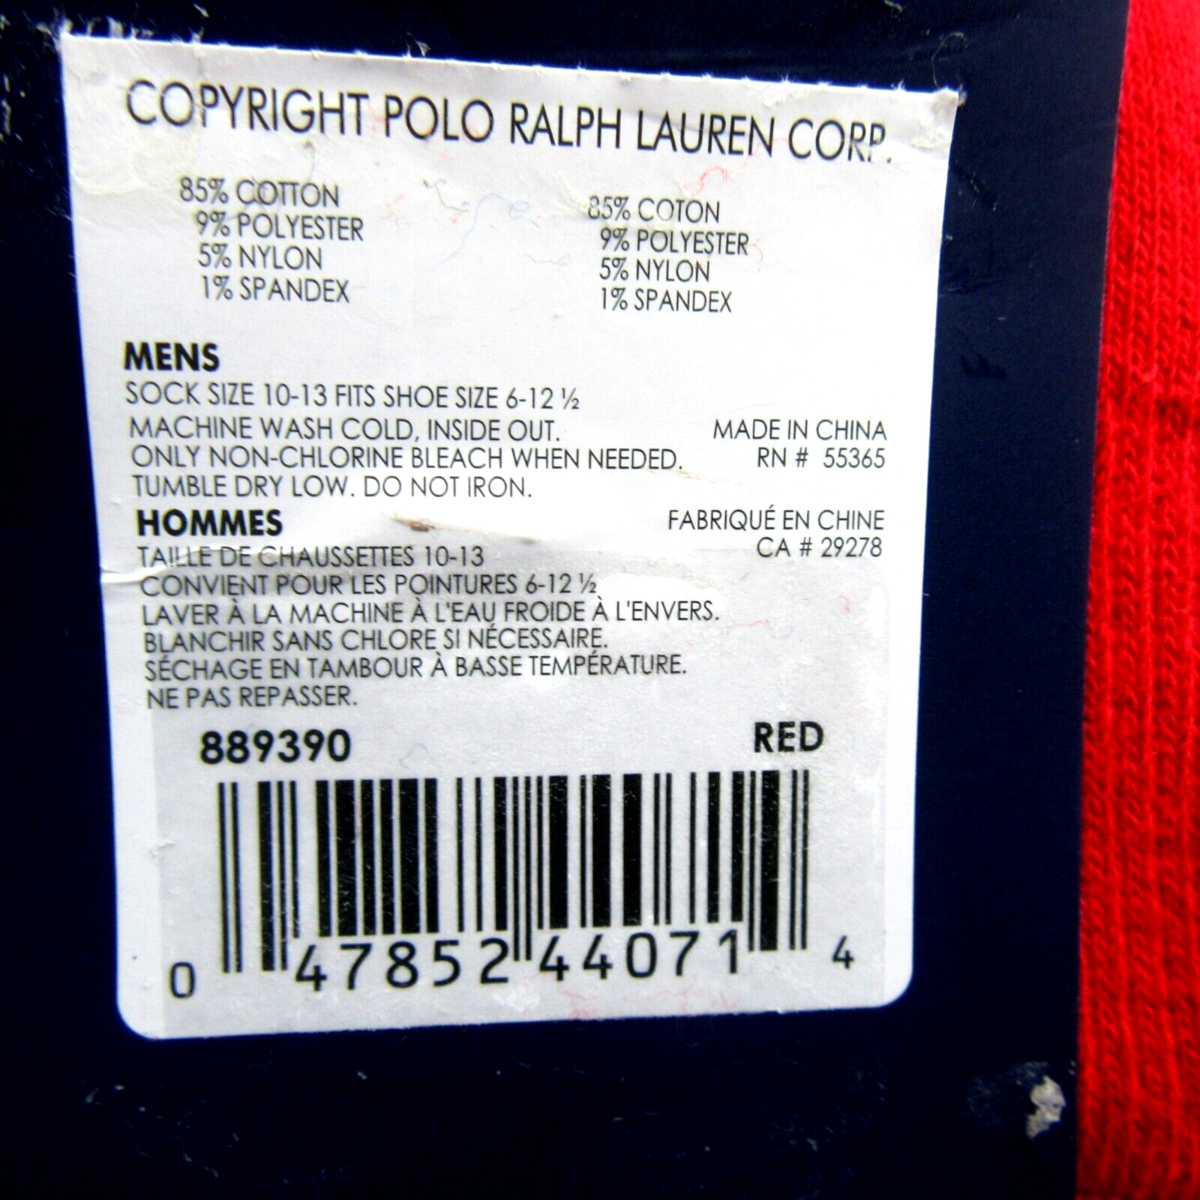 COPYRIGHT POLO RALPH LAUREN CORP.
85% COTTON
9% POLYESTER
5% NYLON
1% SPANDEX
85% COTON
9% POLYESTER
5% NYLON
1% SPANDEX
MENS
SOCK SIZE 10-13 FITS SHOE SIZE 6-12 ½
MACHINE WASH COLD, INSIDE OUT.
ONLY NON-CHLORINE BLEACH WHEN NEEDED.
TUMBLE DRY LOW. DO NOT IRON.
MADE IN CHINA
RN # 55365
HOMMES
TAILLE DE CHAUSSETTES 10-13
CONVIENT POUR LES POINTURES 6-12 ½
LAVER À LA MACHINE À L'EAU FROIDE À L'ENVERS.
BLANCHIR SANS CHLORE SI NÉCESSAIRE.
SÉCHAGE EN TAMBOUR À BASSE TEMPÉRATURE.
NE PAS REPASSER.
FABRIQUÉ EN CHINE
CA # 29278
889390 RED
0 47852 44071 4